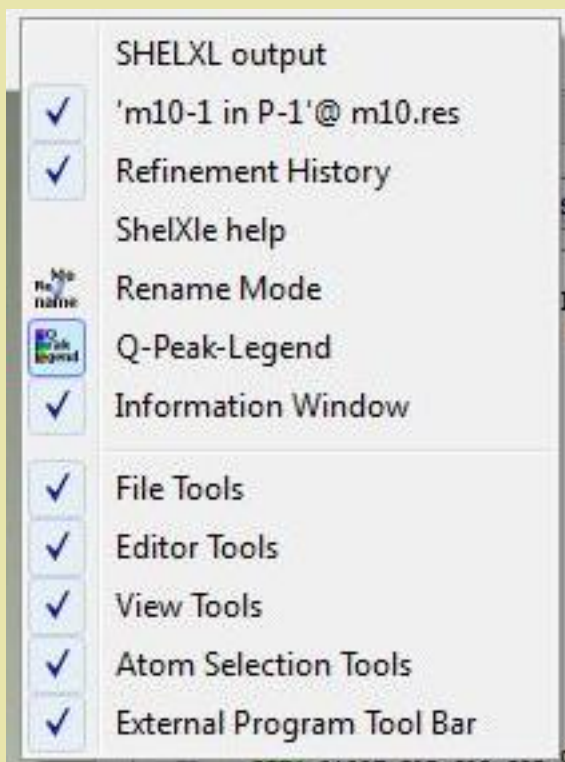 SHELXL output
'm10-1 in P-1'@ m10.res
Refinement History
ShelXle help
Rename Mode
Q-Peak-Legend
Information Window
File Tools
Editor Tools
View Tools
Atom Selection Tools
External Program Tool Bar